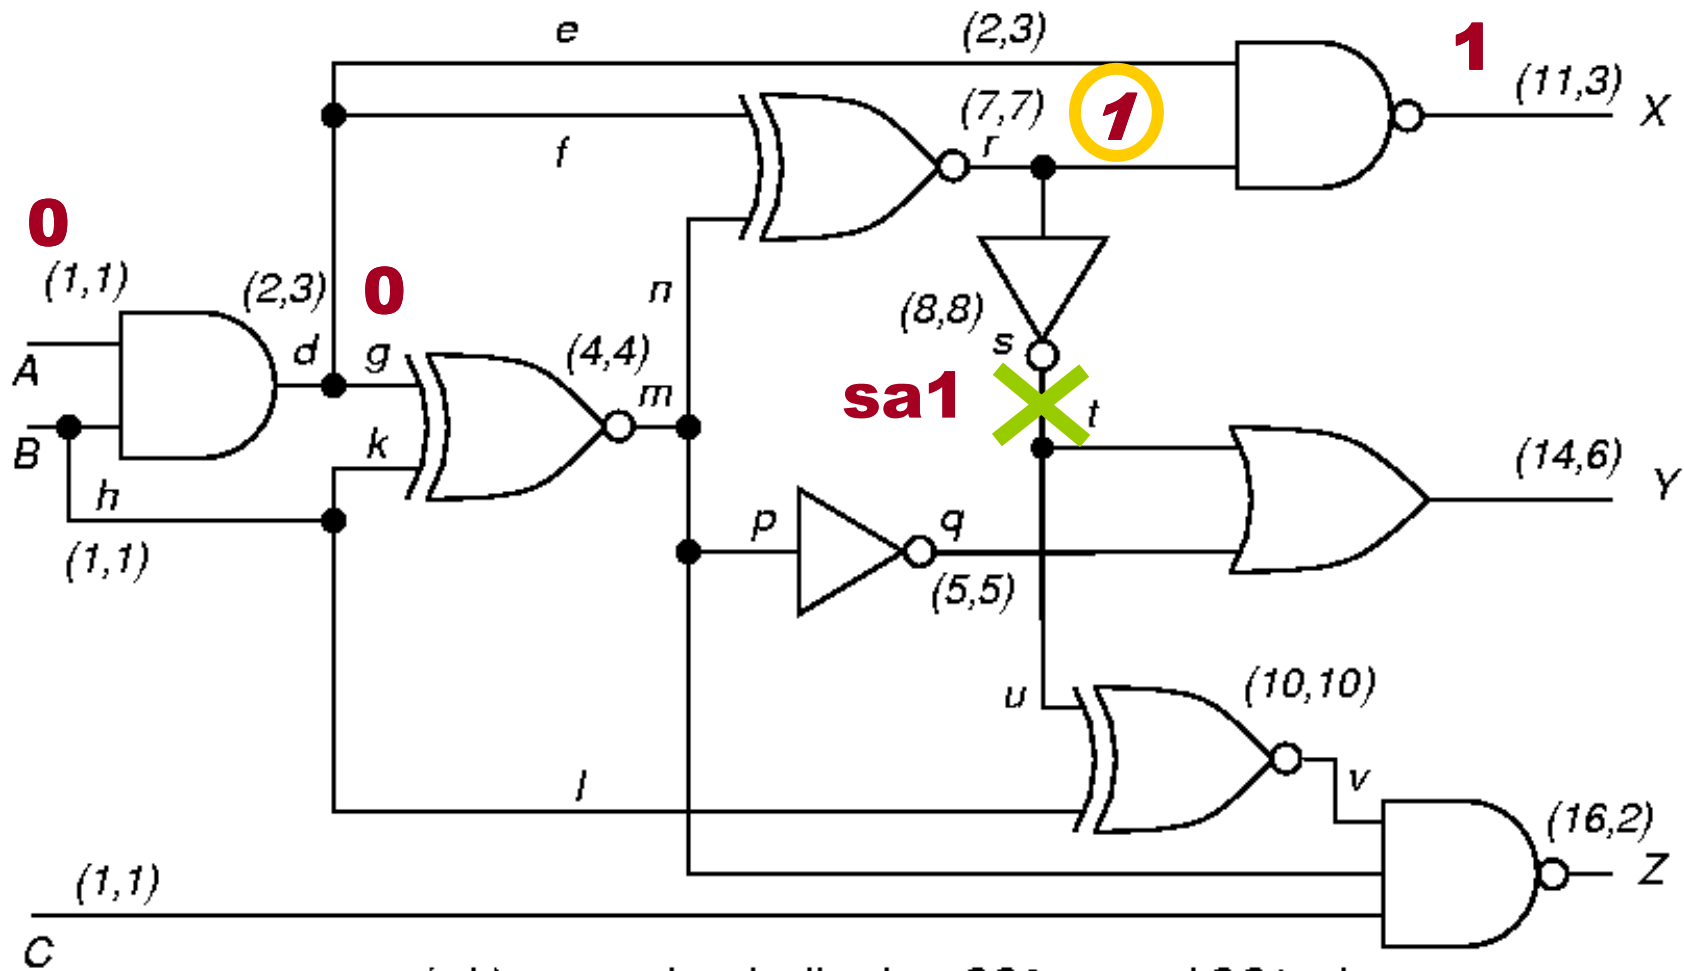 e
(2,3)
1
(11,3)
X
(7,7)
1
r
f
0
(1,1)
(2,3)
0
n
A
d
g
(4,4)
m
(8,8)
s
sa1
t
B
k
h
(1,1)
p
q
(5,5)
(14,6)
Y
u
(10,10)
l
v
(16,2)
Z
(1,1)
C